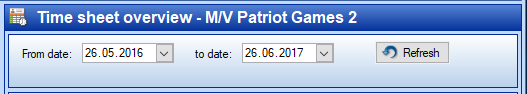 Time sheet overview - M/V Patriot Games 2
From date: 26.05.2016 to date: 26.06.2017 Refresh